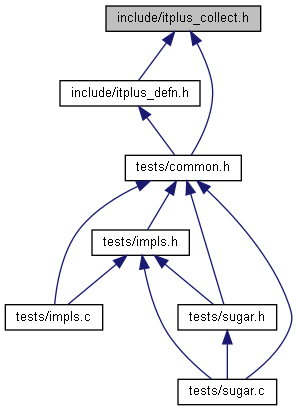 include/itplus_collect.h
include/itplus_defn.h
tests/common.h
tests/impls.h
tests/impls.c
tests/sugar.h
tests/sugar.c